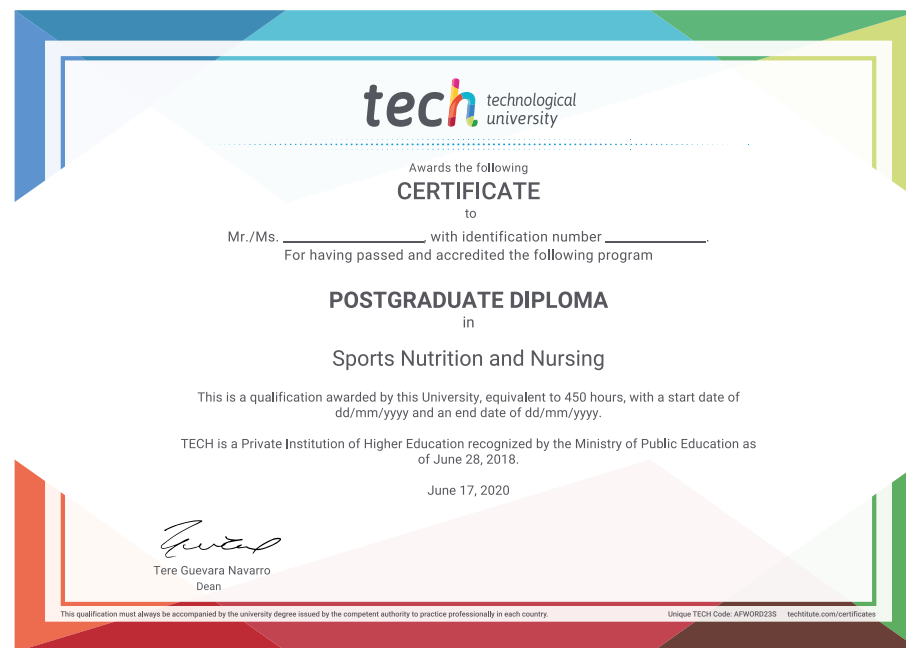 tech technological
university
Awards the following
CERTIFICATE
to
Mr./Ms. ____________________, with identification number ______________.
For having passed and accredited the following program
POSTGRADUATE DIPLOMA
in
Sports Nutrition and Nursing
This is a qualification awarded by this University, equivalent to 450 hours, with a start date of
dd/mm/yyyy and an end date of dd/mm/yyyy.
TECH is a Private Institution of Higher Education recognized by the Ministry of Public Education as
of June 28, 2018.
June 17, 2020
Tere Guevara Navarro
Dean
This qualification must always be accompanied by the university degree issued by the competent authority to practice professionally in each country.
Unique TECH Code: AFWORD23S techtitute.com/certificates